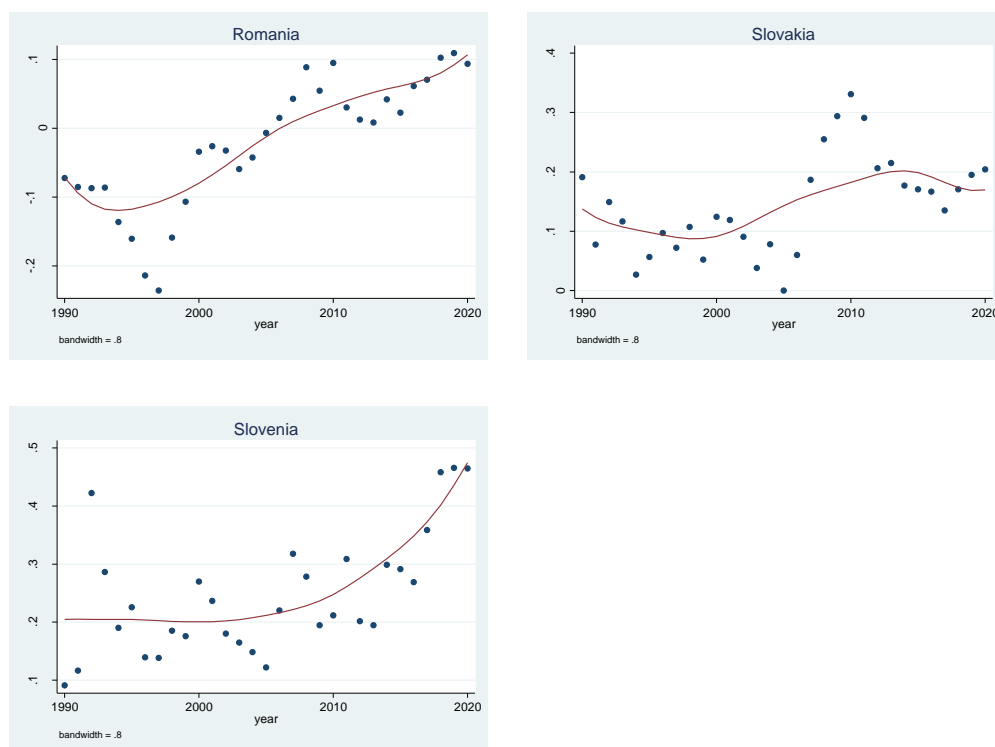 Romania
.1
0
-.1
-.2
1990 2000 2010 2020
year
bandwidth = .8
Slovakia
.4
.3
.2
.1
0
1990 2000 2010 2020
year
bandwidth = .8
Slovenia
.5
.4
.3
.2
.1
1990 2000 2010 2020
year
bandwidth = .8